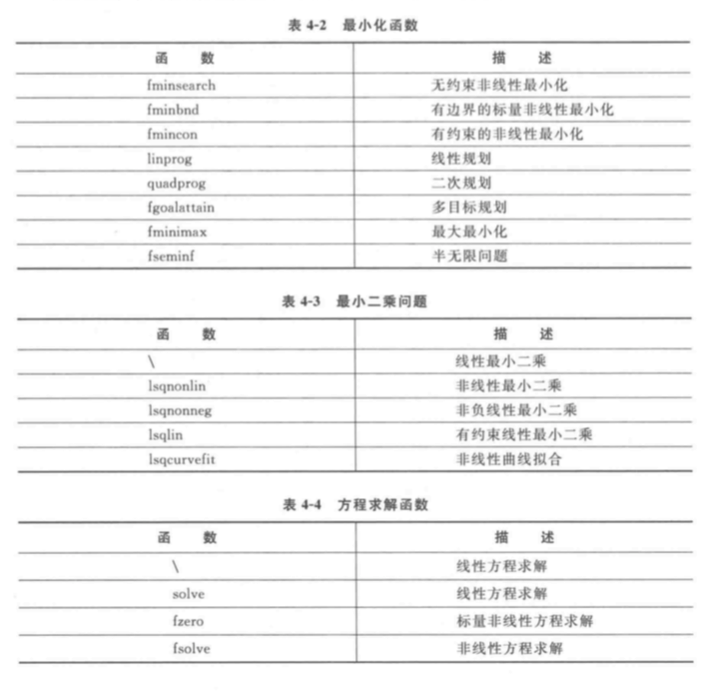 表 4-2 最小化函数
函 数 描 述
fminsearch 无约束非线性最小化
fminbnd 有边界的标量非线性最小化
fmincon 有约束的非线性最小化
linprog 线性规划
quadprog 二次规划
fgoalattain 多目标规划
fminimax 最大最小化
fseminf 半无限问题
表 4-3 最小二乘问题
函 数 描 述
\ 线性最小二乘
lsqnonlin 非线性最小二乘
lsqnonneg 非负线性最小二乘
lsqlin 有约束线性最小二乘
lsqcurvefit 非线性曲线拟合
表 4-4 方程求解函数
函 数 描 述
\ 线性方程求解
solve 线性方程求解
fzero 标量非线性方程求解
fsolve 非线性方程求解